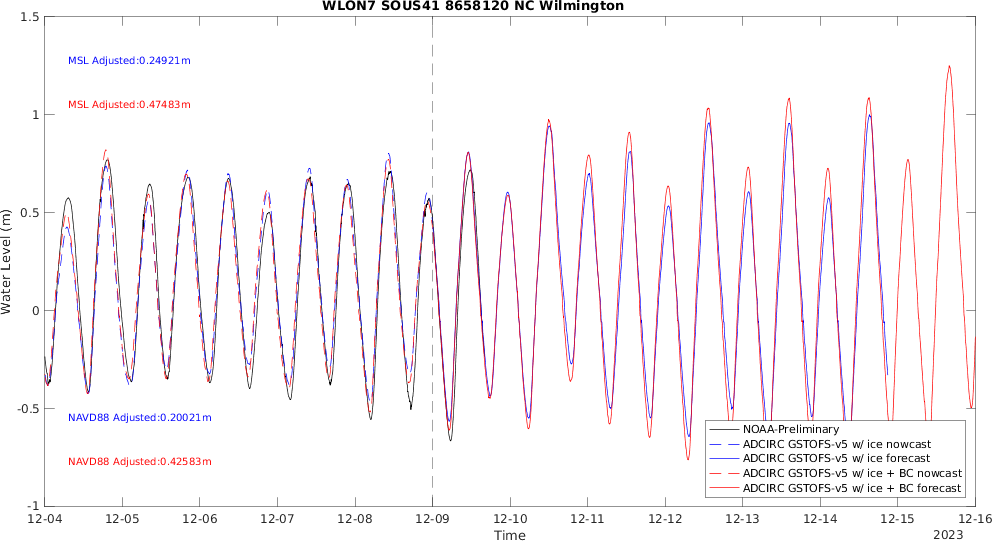 WLON7 SOUS41 8658120 NC Wilmington
1.5
1
0.5
0
-0.5
-1
Water Level (m)
MSL Adjusted:0.24921m
MSL Adjusted:0.47483m
NAVD88 Adjusted:0.20021m
NAVD88 Adjusted:0.42583m
NOAA-Preliminary
ADCIRC GSTOFS-v5 w/ ice nowcast
ADCIRC GSTOFS-v5 w/ ice forecast
ADCIRC GSTOFS-v5 w/ ice + BC nowcast
ADCIRC GSTOFS-v5 w/ ice + BC forecast
12-04 12-05 12-06 12-07 12-08 12-09 12-10 12-11 12-12 12-13 12-14 12-15 12-16
Time
2023